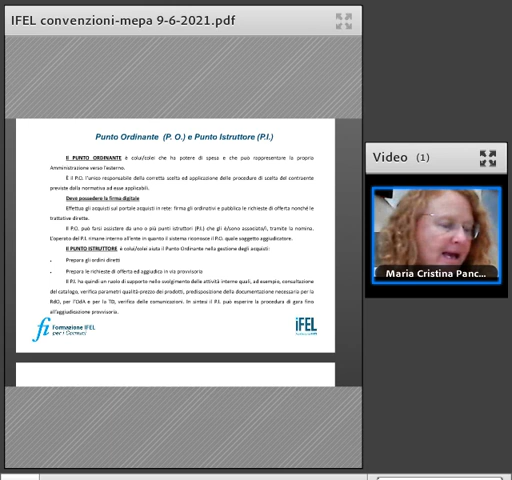 IFEL convenzioni-mepa 9-6-2021.pdf
Punto Ordinante (P. O.) e Punto Istruttore (P.I.)
Il PUNTO ORDINANTE è colui/colei che ha potere di spesa e che può rappresentare la propria
Amministrazione verso l'esterno.
È il P.O. l'unico responsabile della corretta scelta ed applicazione delle procedure di scelta del contraente
previste dalla normativa ad esse applicabili.
Deve possedere la firma digitale
Effettua gli acquisti sul portale acquisti in rete: firma gli ordinativi e pubblica le richieste di offerta nonché le
trattative dirette.
Il P.O. può farsi assistere da uno o più punti istruttori (P.I.) che gli è/sono associato/i, tramite la nomina.
L'operato del P.I. rimane interno all'ente in quanto il sistema riconosce il P.O. quale soggetto aggiudicatore.
Il PUNTO ISTRUTTORE è colui/colei che aiuta il Punto Ordinante nella gestione degli acquisti:
• Prepara gli ordini diretti
• Prepara le richieste di offerta ed aggiudica in via provvisoria
Il P.I. ha quindi un ruolo di supporto nello svolgimento delle attività interne quali, ad esempio, consultazione
del catalogo, verifica parametri qualità-prezzo dei prodotti, predisposizione della documentazione necessaria per la
RdO, per l'OdA e per la TD, verifica delle comunicazioni. In sintesi il P.I. può esperire la procedura di gara fino
all'aggiudicazione provvisoria.
fi Formazione IFEL
per i Comuni
iFEL
Video (1)
Maria Cristina Panc...